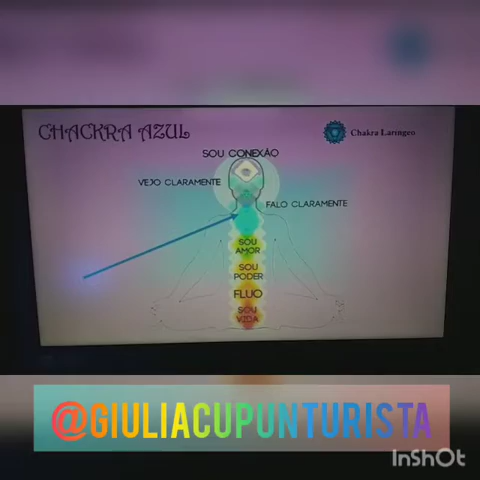 CHACKRA AZUL
Chakra Laríngeo
SOU CONEXÃO
VEJO CLARAMENTE
FALO CLARAMENTE
SOU
AMOR
SOU
PODER
FLUO
SOU
VIDA
@GIULIACUPUNTURISTA
InShOt